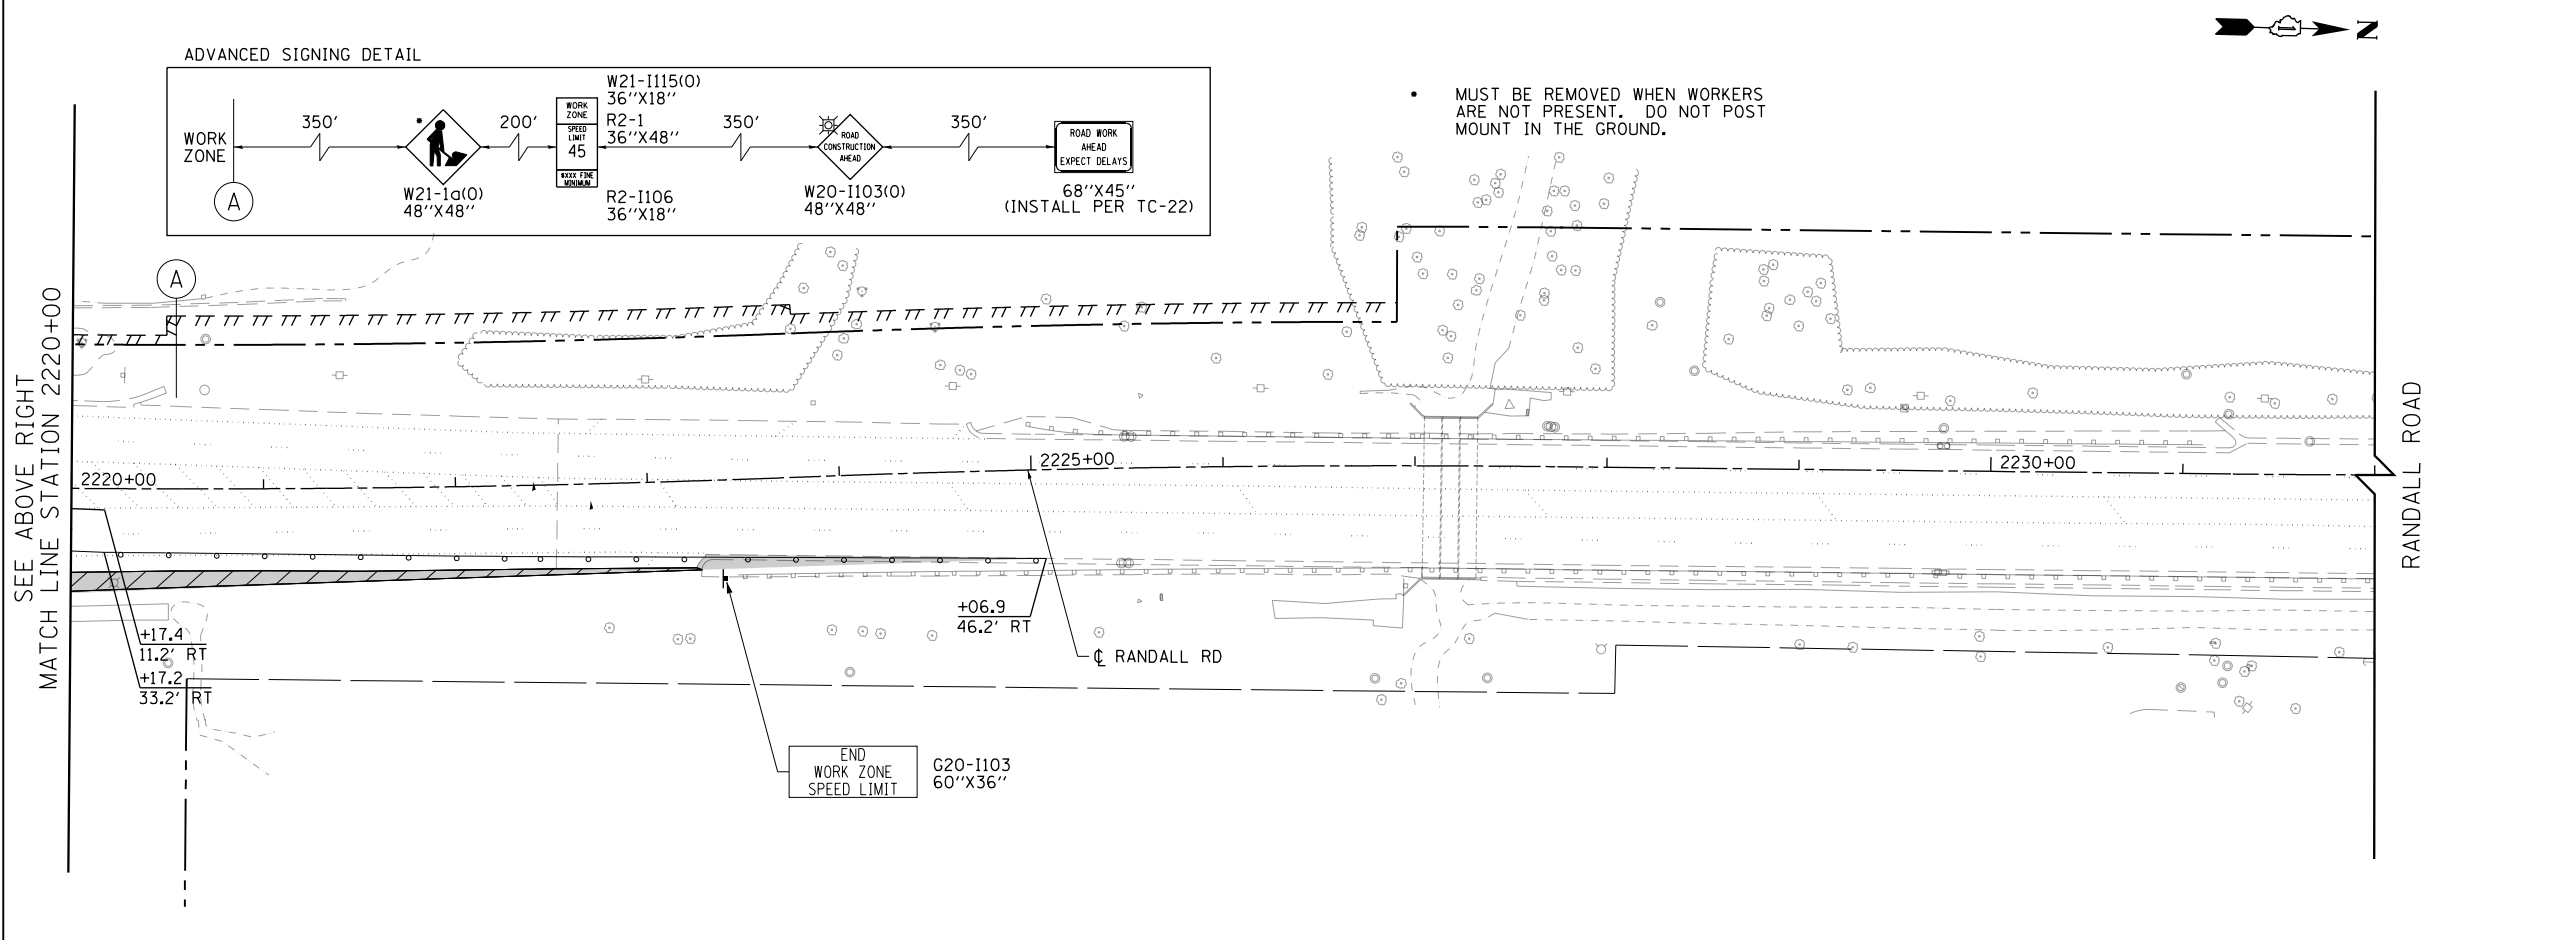 N
ADVANCED SIGNING DETAIL
WORK
ZONE
A
350'
*
W21-1a(O)
48"X48"
200'
WORK
ZONE
SPEED
LIMIT
45
$XXX FINE
MINIMUM
W21-I115(O)
36"X18"
R2-1
36"X48"
R2-I106
36"X18"
350'
ROAD
CONSTRUCTION
AHEAD
W20-I103(O)
48"X48"
350'
ROAD WORK
AHEAD
EXPECT DELAYS
68"X45"
(INSTALL PER TC-22)
* MUST BE REMOVED WHEN WORKERS
ARE NOT PRESENT. DO NOT POST
MOUNT IN THE GROUND.
A
SEE ABOVE RIGHT
MATCH LINE STATION 2220+00
2220+00
2225+00
2230+00
RANDALL ROAD
+17.4
11.2' RT
+17.2
33.2' RT
+06.9
46.2' RT
℄ RANDALL RD
END
WORK ZONE
SPEED LIMIT
G20-I103
60"X36"